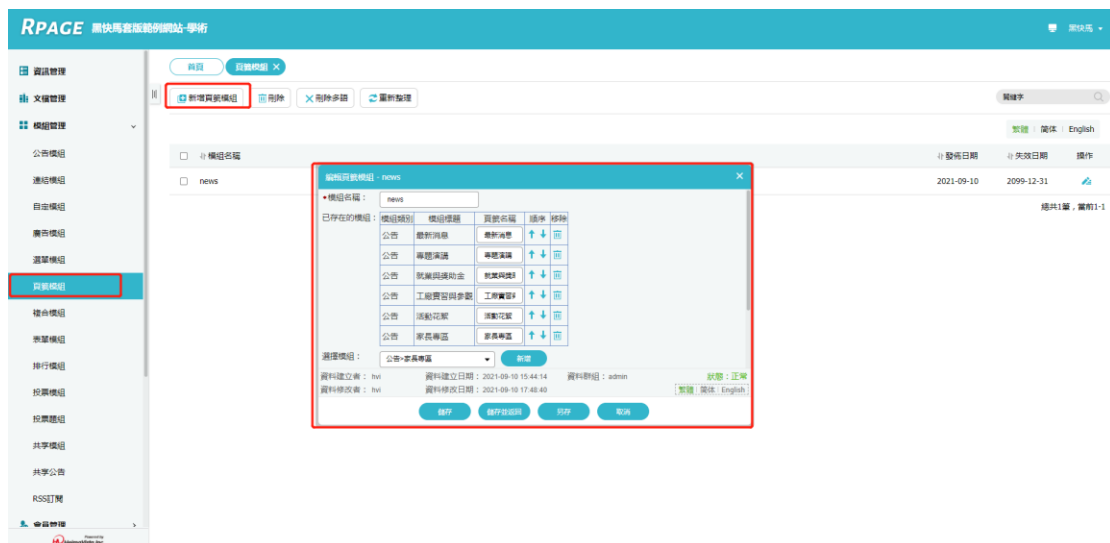 RPAGE 黑快馬套版範例網站-學術
黑快馬
資訊管理
文檔管理
模組管理
公告模組
連結模組
自定模組
廣告模組
選單模組
頁籤模組
複合模組
表單模組
排行模組
投票模組
投票題組
共享模組
共享公告
RSS訂閱
會員管理
Powered by
首頁 頁籤模組
新增頁籤模組 刪除 刪除多語 重新整理
關鍵字
繁體 简体 English
模組名稱 發佈日期 失效日期 操作
news 2021-09-10 2099-12-31
總共1筆，當前1-1
編輯頁籤模組 - news
•模組名稱： news
已存在的模組： 模組類別 模組標題 頁籤名稱 順序 移除
公告 最新消息 最新消息
公告 專題演講 專題演講
公告 就業與獎助金 就業與獎
公告 工廠實習與參觀 工廠實習
公告 活動花絮 活動花絮
公告 家長專區 家長專區
選擇模組： 公告>家長專區 新增
資料建立者： hvi 資料建立日期： 2021-09-10 15:44:14 資料群組： admin 狀態：正常
資料修改者： hvi 資料修改日期： 2021-09-10 17:48:40 繁體 简体 English
儲存 儲存並返回 另存 取消